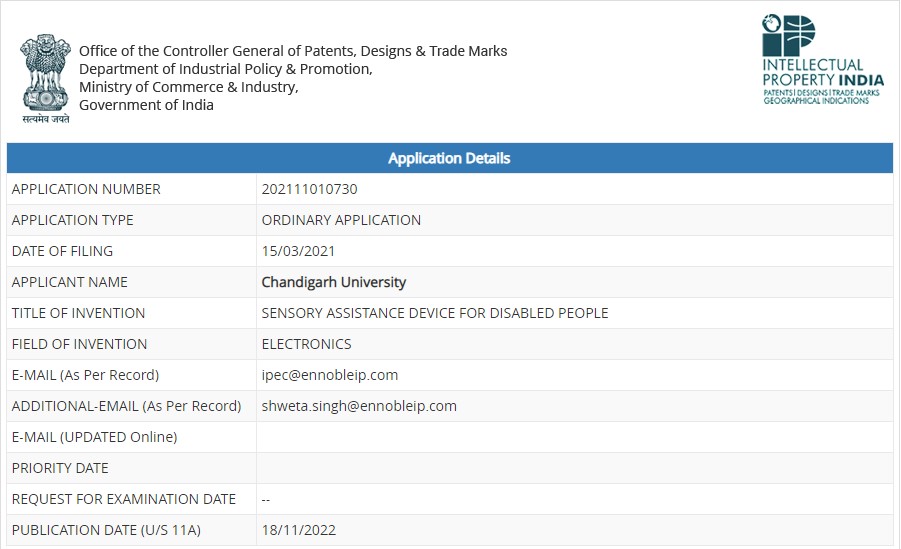 Office of the Controller General of Patents, Designs & Trade Marks
Department of Industrial Policy & Promotion,
Ministry of Commerce & Industry,
Government of India
सत्यमेव जयते
INTELLECTUAL
PROPERTY INDIA
PATENTS | DESIGNS | TRADE MARKS
GEOGRAPHICAL INDICATIONS
Application Details
APPLICATION NUMBER 202111010730
APPLICATION TYPE ORDINARY APPLICATION
DATE OF FILING 15/03/2021
APPLICANT NAME Chandigarh University
TITLE OF INVENTION SENSORY ASSISTANCE DEVICE FOR DISABLED PEOPLE
FIELD OF INVENTION ELECTRONICS
E-MAIL (As Per Record) ipec@ennobleip.com
ADDITIONAL-EMAIL (As Per Record) shweta.singh@ennobleip.com
E-MAIL (UPDATED Online)
PRIORITY DATE
REQUEST FOR EXAMINATION DATE --
PUBLICATION DATE (U/S 11A) 18/11/2022